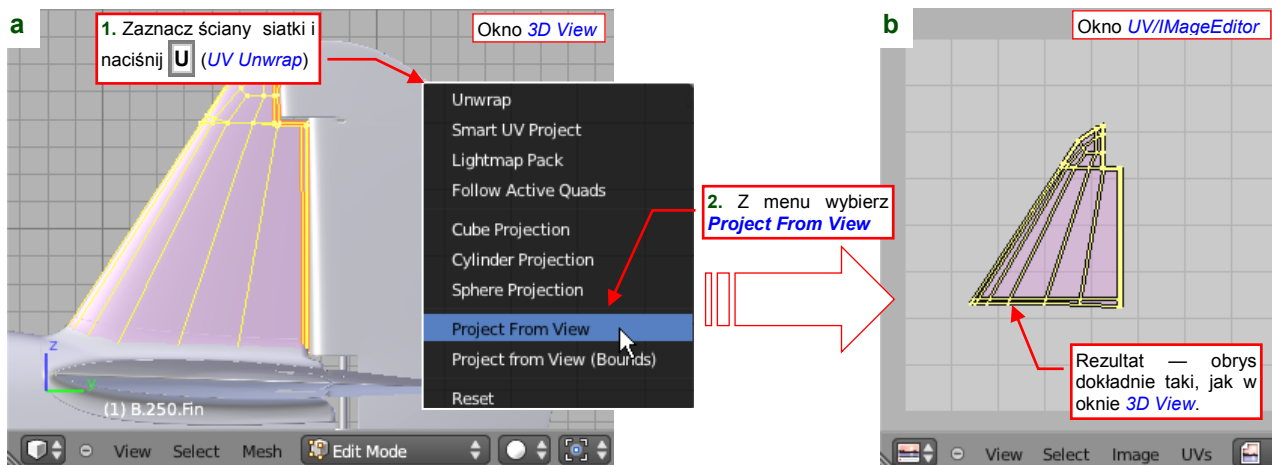 a
1. Zaznacz ściany siatki i
naciśnij U (UV Unwrap)
Okno 3D View
Unwrap
Smart UV Project
Lightmap Pack
Follow Active Quads
Cube Projection
Cylinder Projection
Sphere Projection
Project From View
Project from View (Bounds)
Reset
z
y
(1) B.250.Fin
View Select Mesh Edit Mode
2. Z menu wybierz
Project From View
b
Okno UV/IMageEditor
Rezultat — obrys
dokładnie taki, jak w
oknie 3D View.
View Select Image UVs